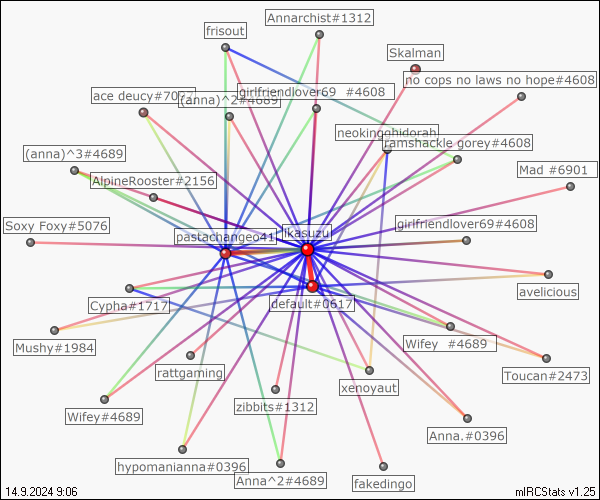 Annarchist#1312
frisout
Skalman
no cops no laws no hope#4608
girlfriendlover69 #4608
ace deucy#7077
(anna)^2#4689
neokingghidorah
ramshackle gorey#4608
(anna)^3#4689
AlpineRooster#2156
Mad #6901
Soxy Foxy#5076
girlfriendlover69#4608
likasuzu
avelicious
Cypha#1717
default#0617
Mushy#1984
Wifey #4689
rattgaming
Toucan#2473
xenoyaut
Wifey#4689
zibbits#1312
Anna.#0396
hypomanianna#0396
Anna^2#4689
fakedingo
14.9.2024 9:06
mIRCStats v1.25